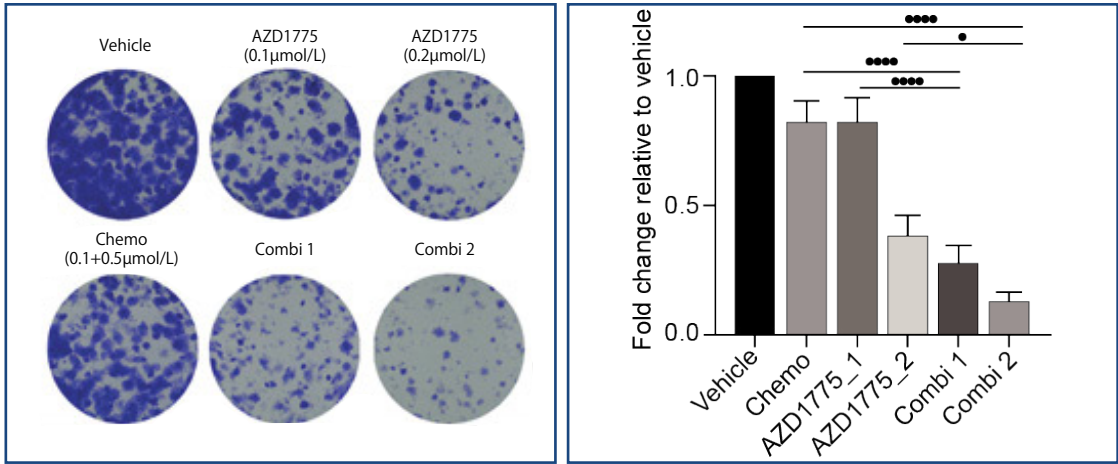 Vehicle
AZD1775
(0.1μmol/L)
AZD1775
(0.2μmol/L)
Chemo
(0.1+0.5μmol/L)
Combi 1
Combi 2
Fold change relative to vehicle
1.0
0.5
0.0
Vehicle
Chemo
AZD1775_1
AZD1775_2
Combi 1
Combi 2